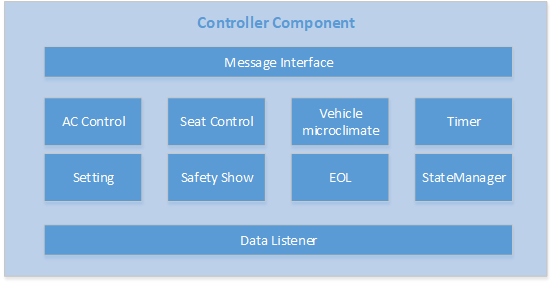 Controller Component
Message Interface
AC Control
Seat Control
Vehicle
microclimate
Timer
Setting
Safety Show
EOL
StateManager
Data Listener